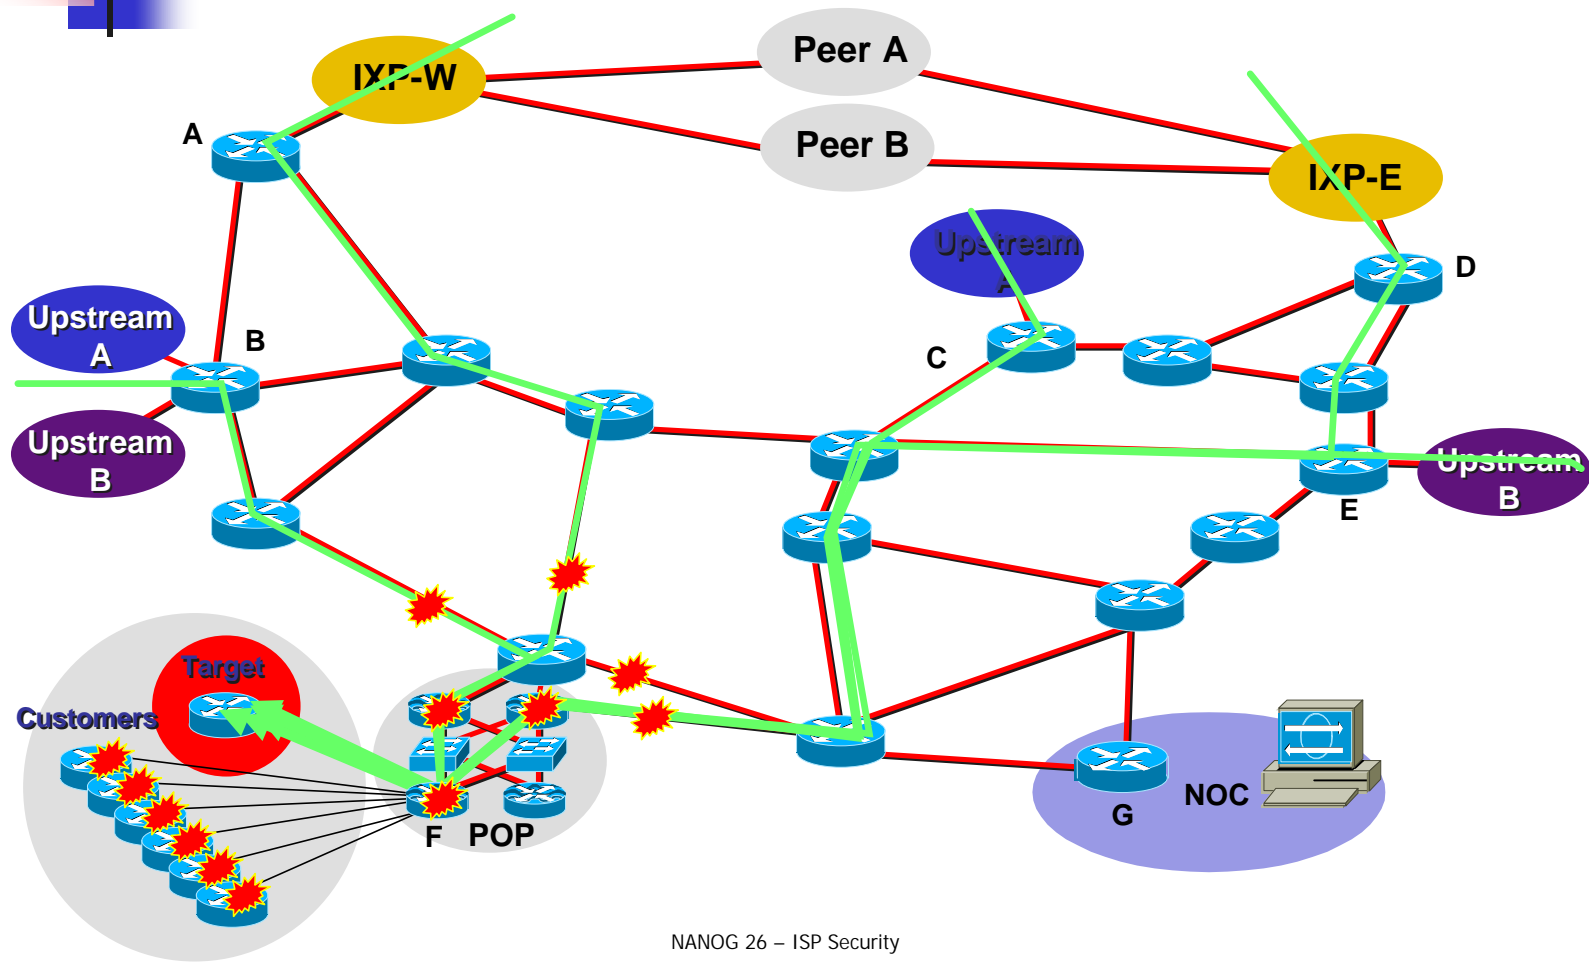 IXP-W
Peer A
A
Peer B
IXP-E
Upstream
A
D
Upstream
A
B
C
Upstream
B
Upstream
B
E
Target
Customers
NOC
G
F
POP
NANOG 26 – ISP Security